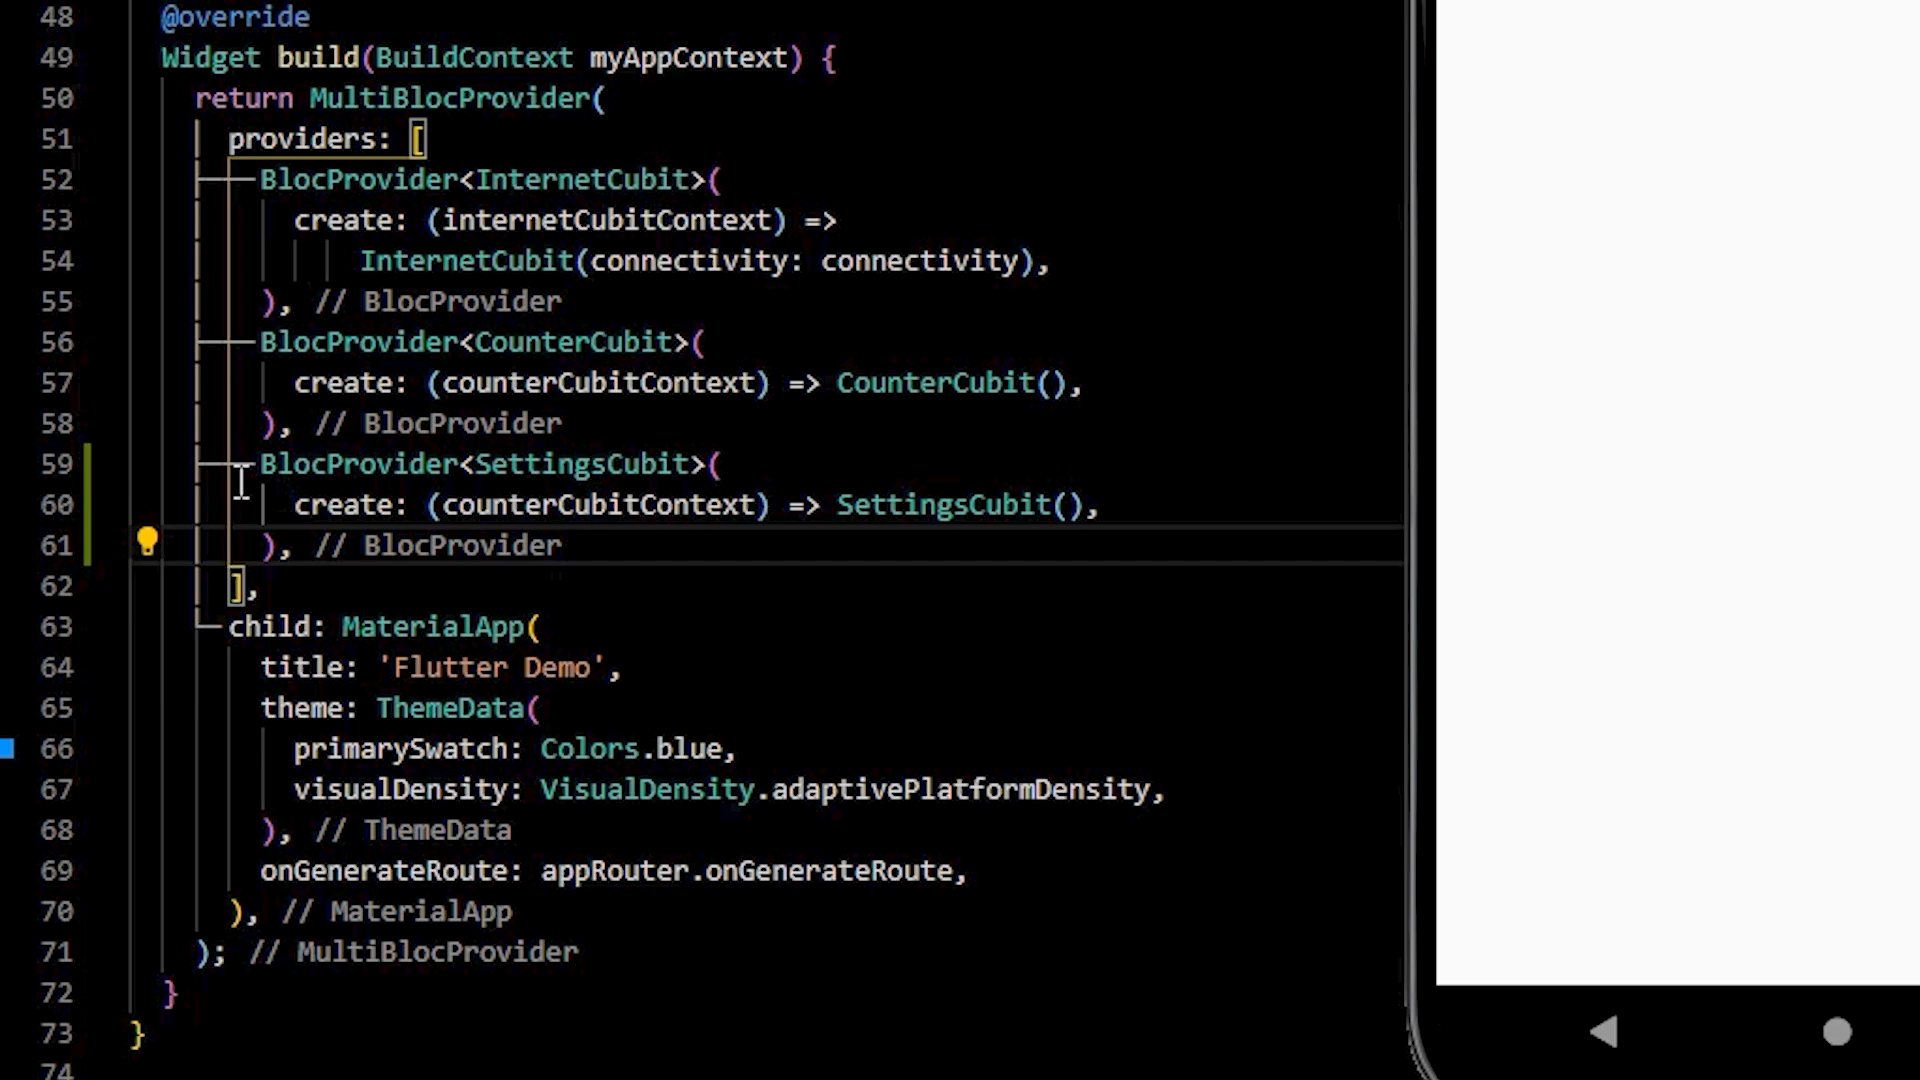 48 @override
49 Widget build(BuildContext myAppContext) {
50 return MultiBlocProvider(
51 providers: [
52 BlocProvider<InternetCubit>(
53 create: (internetCubitContext) =>
54 InternetCubit(connectivity: connectivity),
55 ), // BlocProvider
56 BlocProvider<CounterCubit>(
57 create: (counterCubitContext) => CounterCubit(),
58 ), // BlocProvider
59 BlocProvider<SettingsCubit>(
60 create: (counterCubitContext) => SettingsCubit(),
61 ), // BlocProvider
62 ],
63 child: MaterialApp(
64 title: 'Flutter Demo',
65 theme: ThemeData(
66 primarySwatch: Colors.blue,
67 visualDensity: VisualDensity.adaptivePlatformDensity,
68 ), // ThemeData
69 onGenerateRoute: appRouter.onGenerateRoute,
70 ), // MaterialApp
71 ); // MultiBlocProvider
72 }
73 }
74